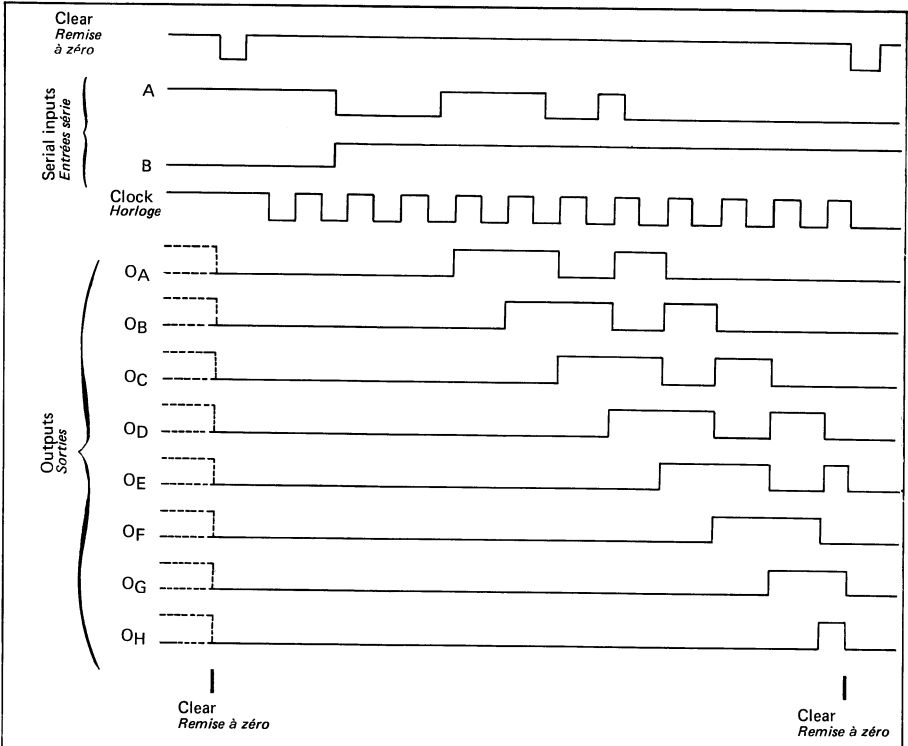 Clear
Remise
à zéro
Serial inputs
Entrées série
A
B
Clock
Horloge
Outputs
Sorties
OA
OB
OC
OD
OE
OF
OG
OH
Clear
Remise à zéro
Clear
Remise à zéro